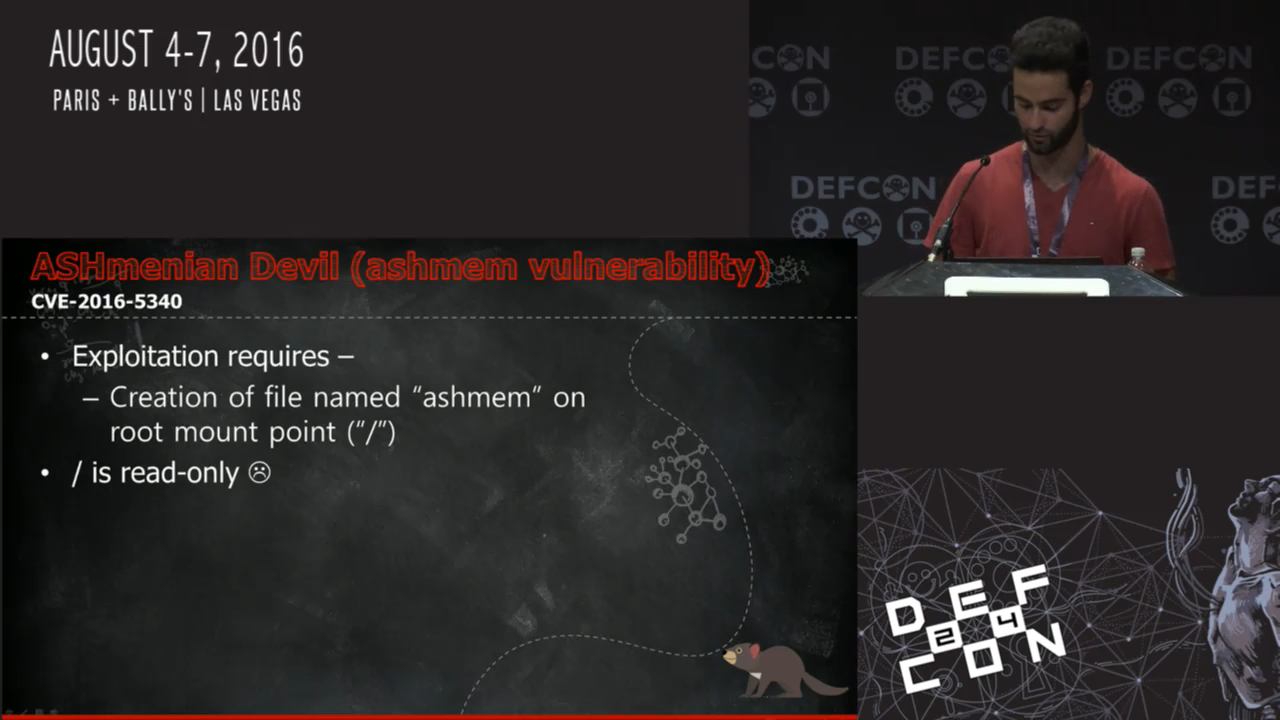 AUGUST 4-7, 2016
PARIS + BALLY'S | LAS VEGAS
DEFCON
DEFCON
DEFCON
DEFCON
ASHmenian Devil (ashmem vulnerability)
CVE-2016-5340
• Exploitation requires –
– Creation of file named “ashmem” on
root mount point (“/”)
• / is read-only ☹
DEF
24
CON